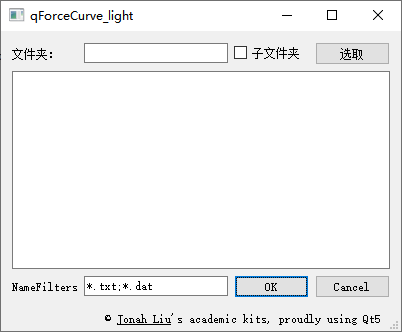 qForceCurve_light
文件夹: 子文件夹 选取
NameFilters *.txt;*.dat OK Cancel
© Jonah Liu's academic kits, proudly using Qt5